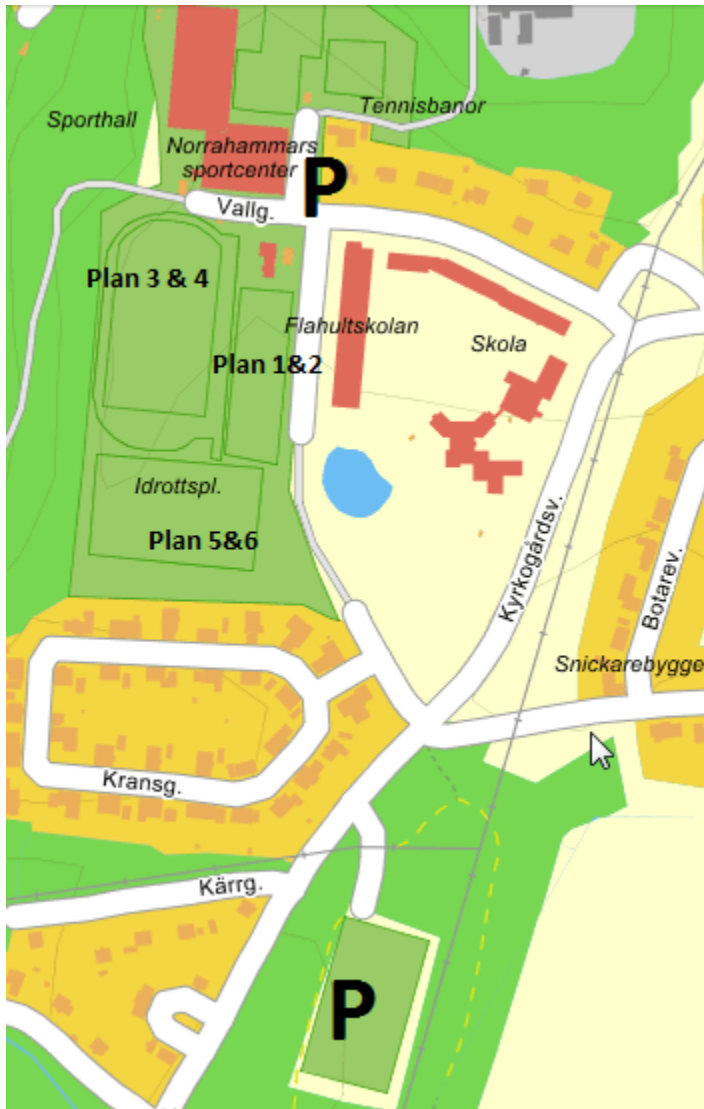 Tennisbanor
Sporthall
Norrahammars
sportcenter
P
Vallg.
Plan 3 & 4
Flahultskolan
Skola
Plan 1&2
Idrottspl.
Plan 5&6
Kyrkogårdsv.
Botarev.
Snickarebygge
Kransg.
Kärrg.
P